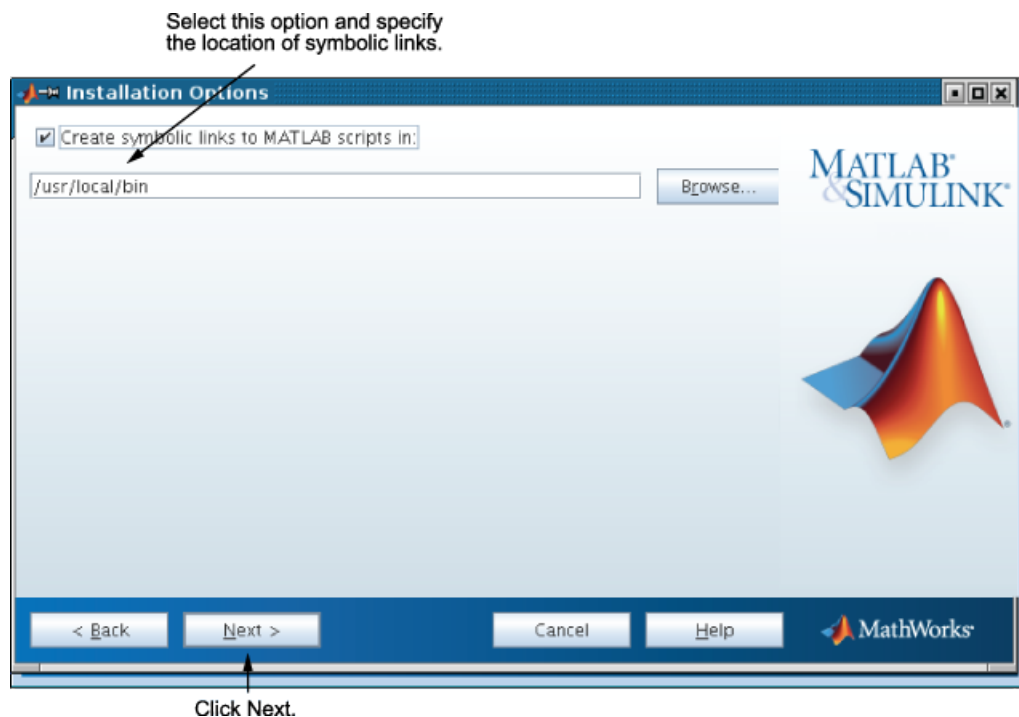 Select this option and specify
the location of symbolic links.
Installation Options
Create symbolic links to MATLAB scripts in:
/usr/local/bin
Browse...
MATLAB®
&SIMULINK®
®
< Back
Next >
Cancel
Help
MathWorks®
Click Next.